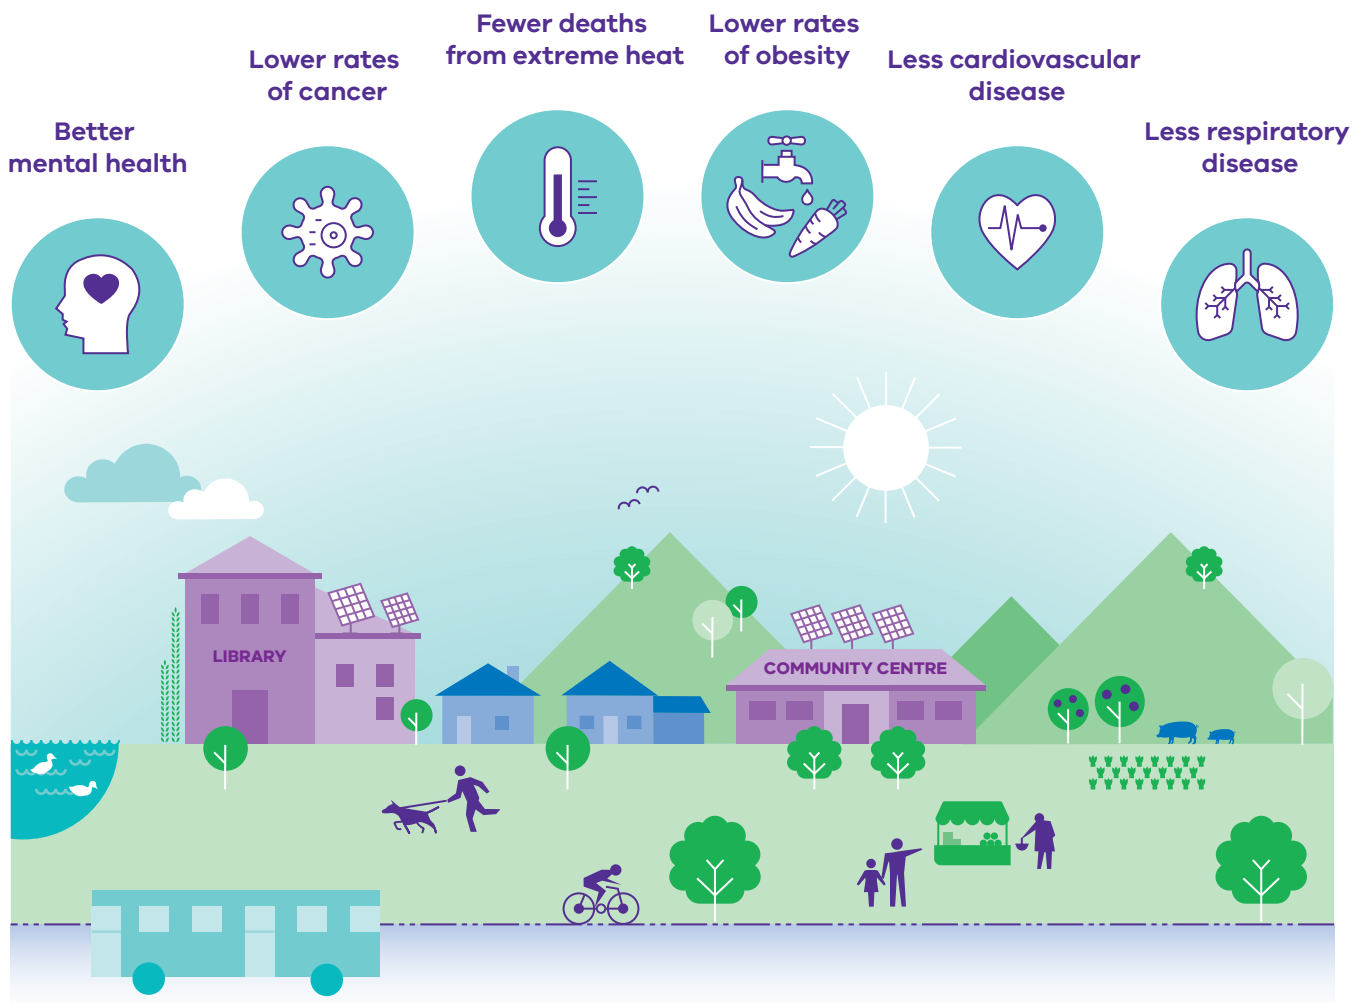 Better
mental health
Lower rates
of cancer
Fewer deaths
from extreme heat
Lower rates
of obesity
Less cardiovascular
disease
Less respiratory
disease
LIBRARY
COMMUNITY CENTRE